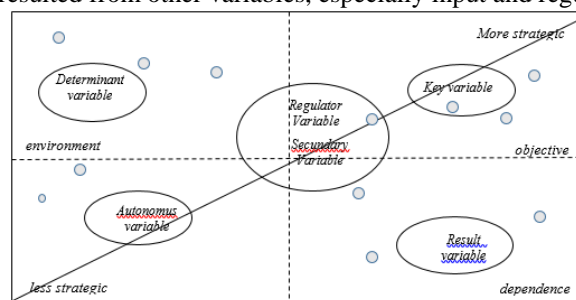 resulted from other variables, especially input and reg
More strategic
Determinant
variable
Key variable
Regulator
Variable
Secundary
Variable
environment
objective
Autonomus
variable
Result
variable
less strategic
dependence